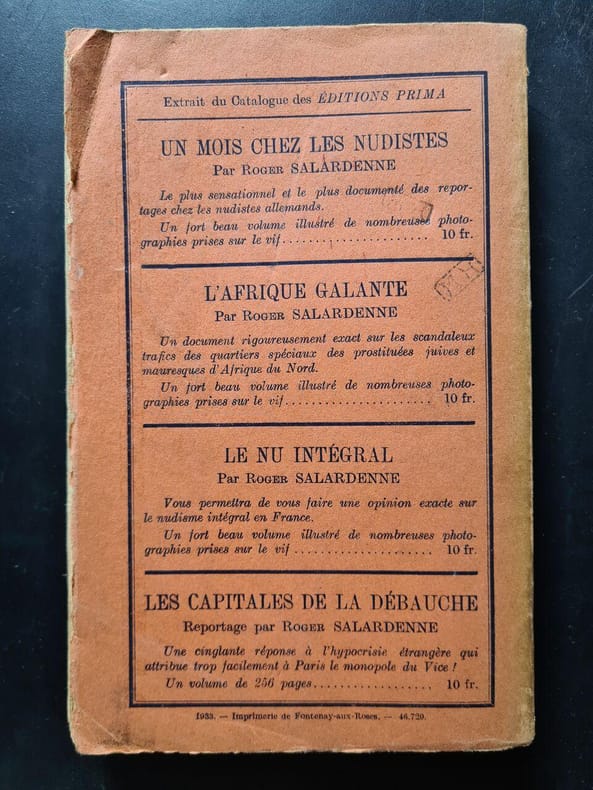 Extrait du Catalogue des ÉDITIONS PRIMA
UN MOIS CHEZ LES NUDISTES
Par ROGER SALARDENNE
Le plus sensationnel et le plus documenté des repor-
tages chez les nudistes allemands.
Un fort beau volume illustré de nombreuses photo-
graphies prises sur le vif..................... 10 fr.
L'AFRIQUE GALANTE
Par ROGER SALARDENNE
Un document rigoureusement exact sur les scandaleux
trafics des quartiers spéciaux des prostituées juives et
mauresques d'Afrique du Nord.
Un fort beau volume illustré de nombreuses photo-
graphies prises sur le vif...................... 10 fr.
LE NU INTÉGRAL
Par ROGER SALARDENNE
Vous permettra de vous faire une opinion exacte sur
le nudisme intégral en France.
Un fort beau volume illustré de nombreuses photo-
graphies prises sur le vif ..................... 10 fr.
LES CAPITALES DE LA DÉBAUCHE
Reportage par ROGER SALARDENNE
Une cinglante réponse à l'hypocrisie étrangère qui
attribue trop facilement à Paris le monopole du Vice !
Un volume de 256 pages.................. 10 fr.
1933. — Imprimerie de Fontenay-aux-Roses. — 46.720.